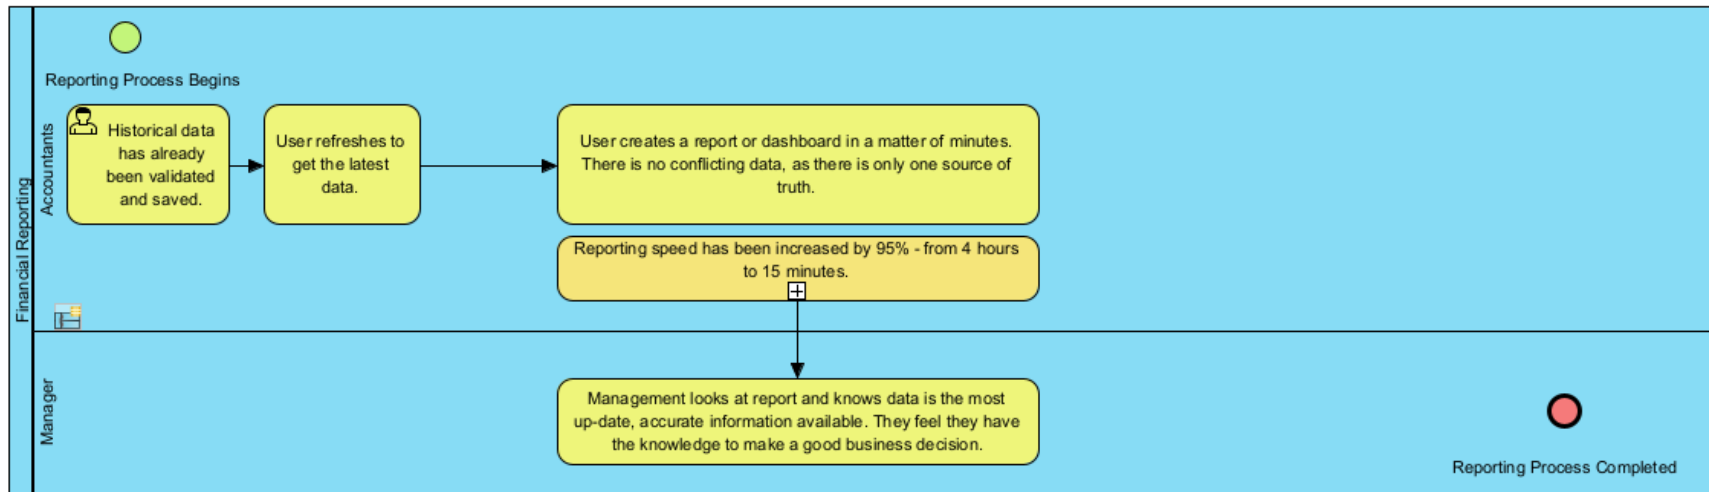 Financial Reporting
Accountants
Reporting Process Begins
Historical data
has already
been validated
and saved.
User refreshes to
get the latest
data.
User creates a report or dashboard in a matter of minutes.
There is no conflicting data, as there is only one source of
truth.
Reporting speed has been increased by 95% - from 4 hours
to 15 minutes.
Manager
Management looks at report and knows data is the most
up-date, accurate information available. They feel they have
the knowledge to make a good business decision.
Reporting Process Completed